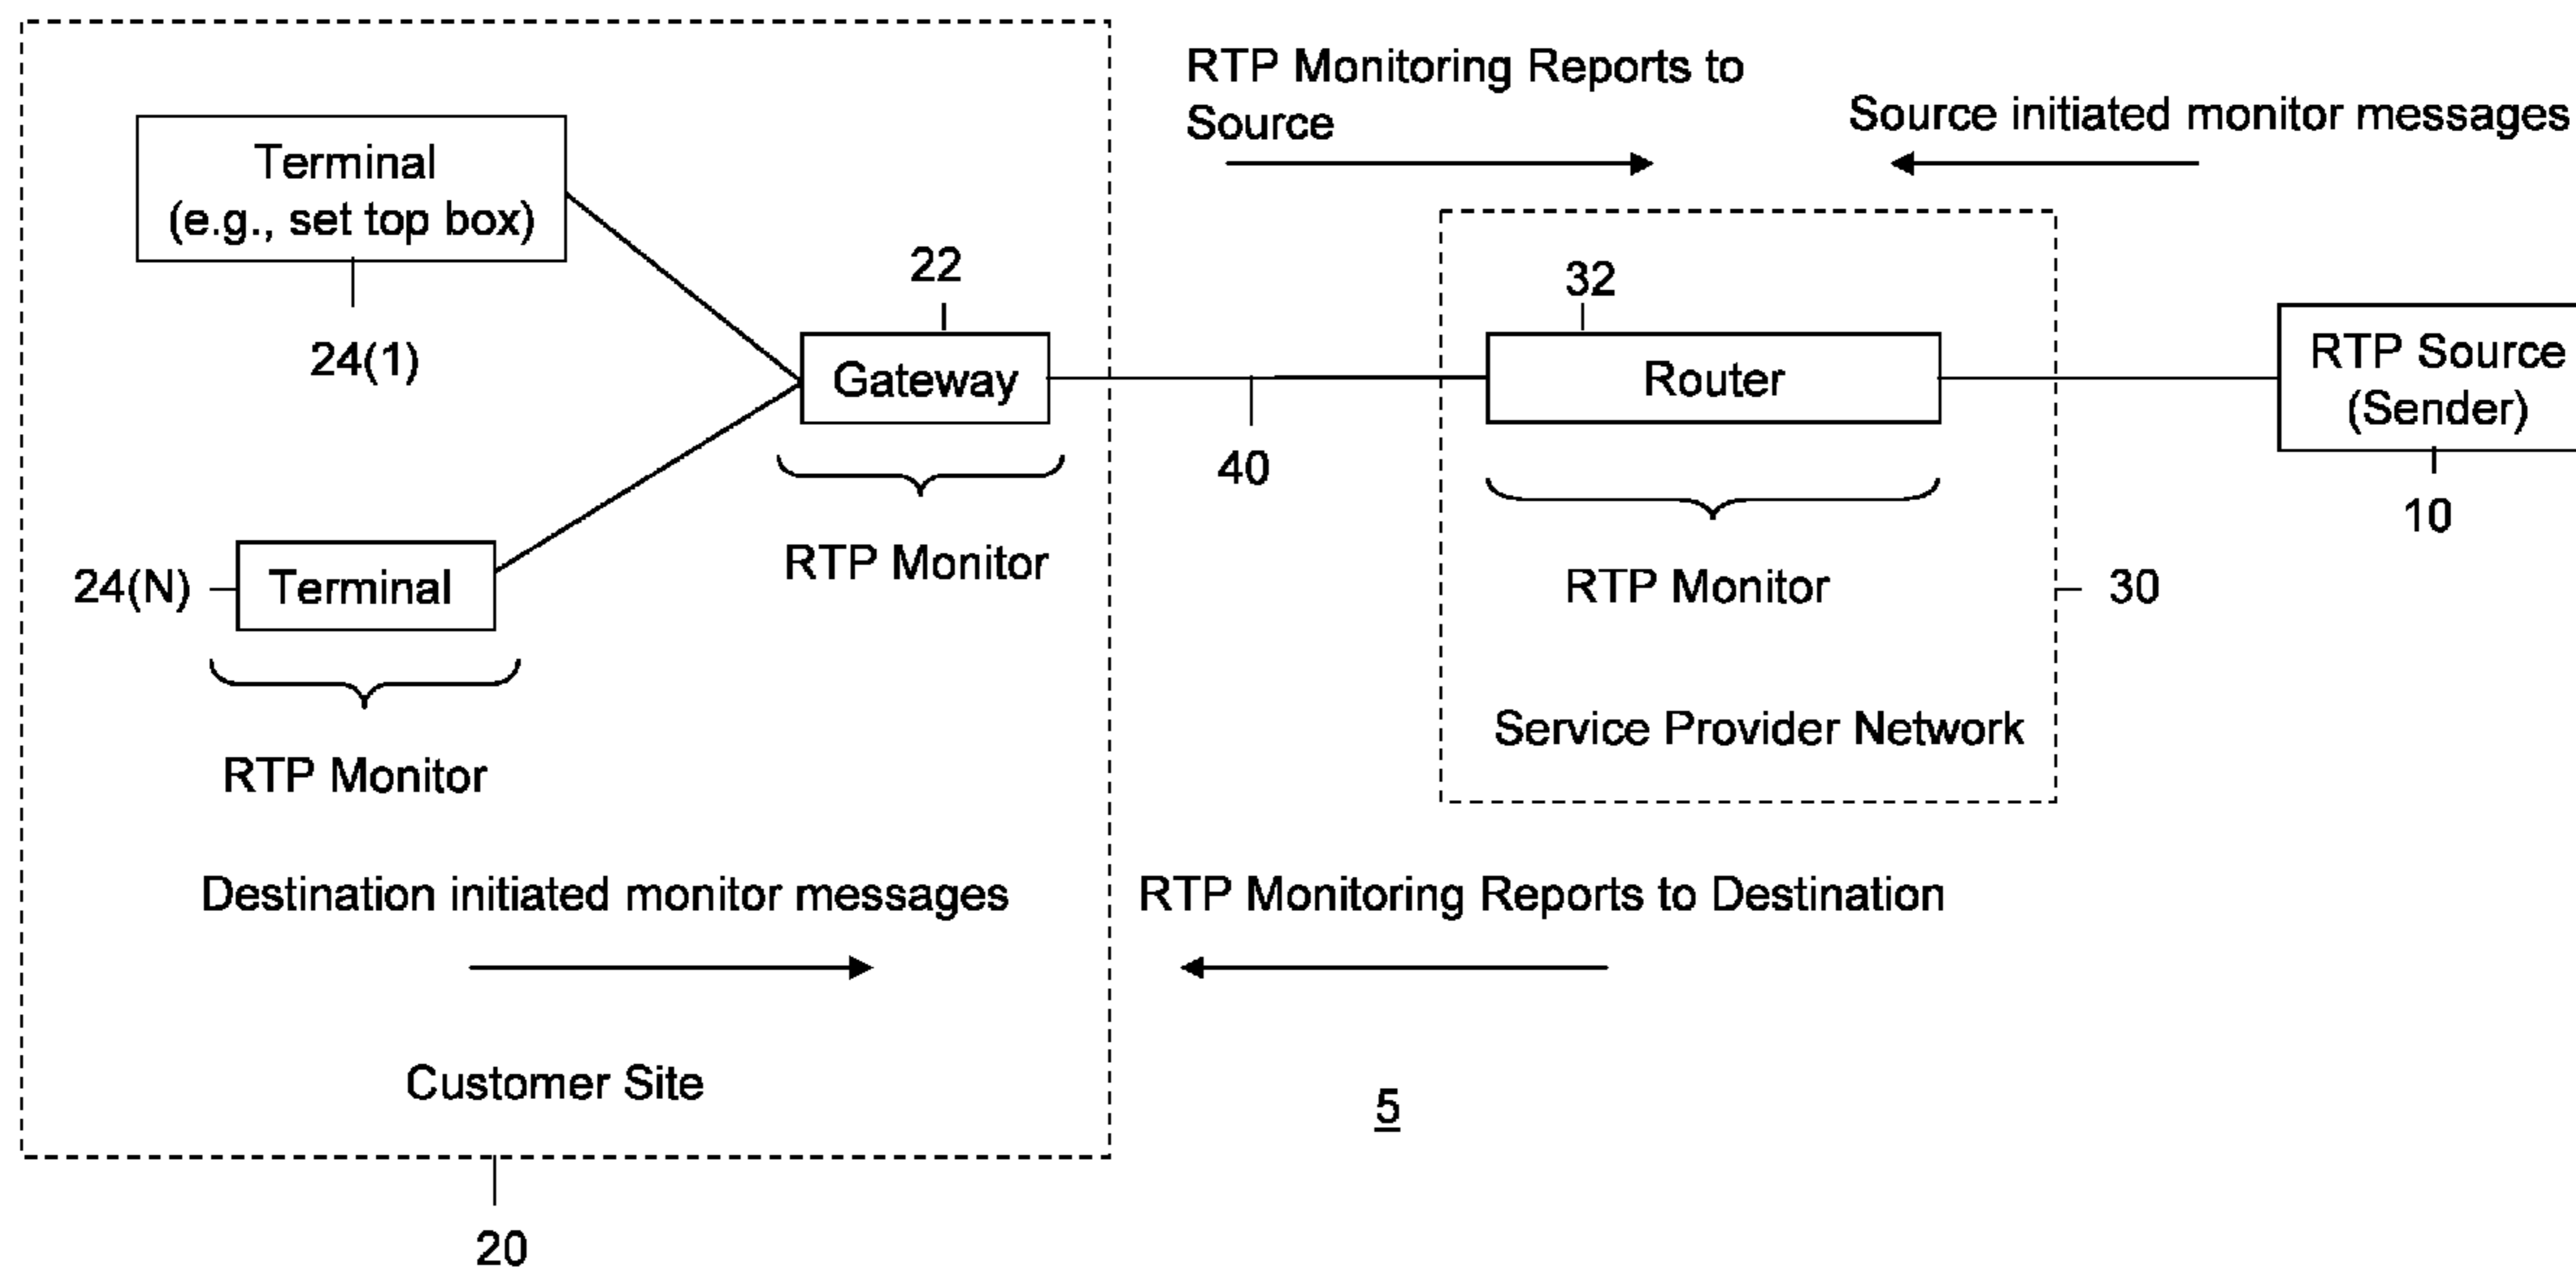 RTP Monitoring Reports to
Source
Source initiated monitor messages
Terminal
(e.g., set top box)
24(1)
22
Gateway
RTP Monitor
32
Router
RTP Monitor
Service Provider Network
30
40
RTP Source
(Sender)
10
24(N)
Terminal
RTP Monitor
Destination initiated monitor messages
RTP Monitoring Reports to Destination
Customer Site
5
20